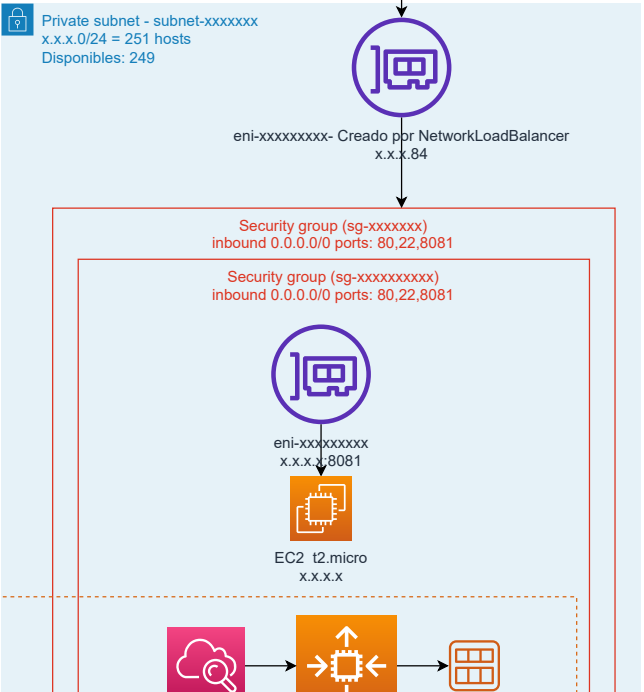 Private subnet - subnet-xxxxxxx
x.x.x.0/24 = 251 hosts
Disponibles: 249
eni-xxxxxxxxx- Creado por NetworkLoadBalancer
x.x.x.84
Security group (sg-xxxxxxx)
inbound 0.0.0.0/0 ports: 80,22,8081
Security group (sg-xxxxxxxxxx)
inbound 0.0.0.0/0 ports: 80,22,8081
eni-xxxxxxxxx
x.x.x.x:8081
EC2 t2.micro
x.x.x.x